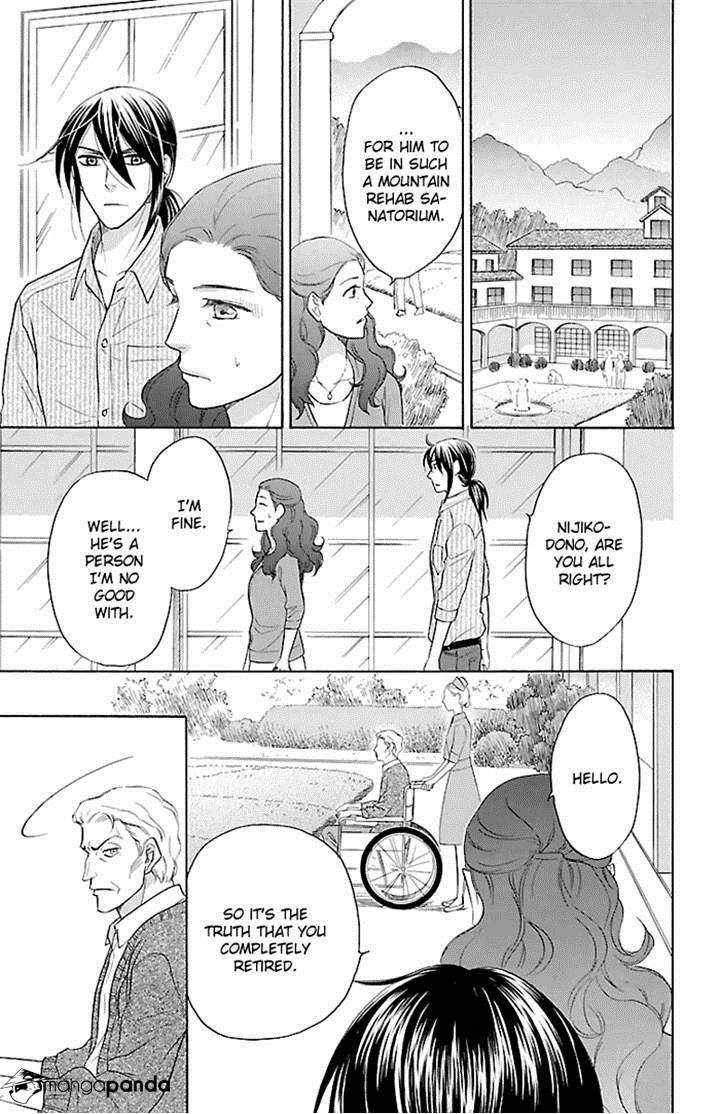 ...
FOR HIM TO
BE IN SUCH
A MOUNTAIN
REHAB SA-
NATORIUM.
NIJIKO-
DONO, ARE
YOU ALL
RIGHT?
I'M
FINE.
WELL...
HE'S A
PERSON
I'M NO
GOOD
WITH.
HELLO.
SO IT'S THE
TRUTH THAT YOU
COMPLETELY
RETIRED.
mangapanda